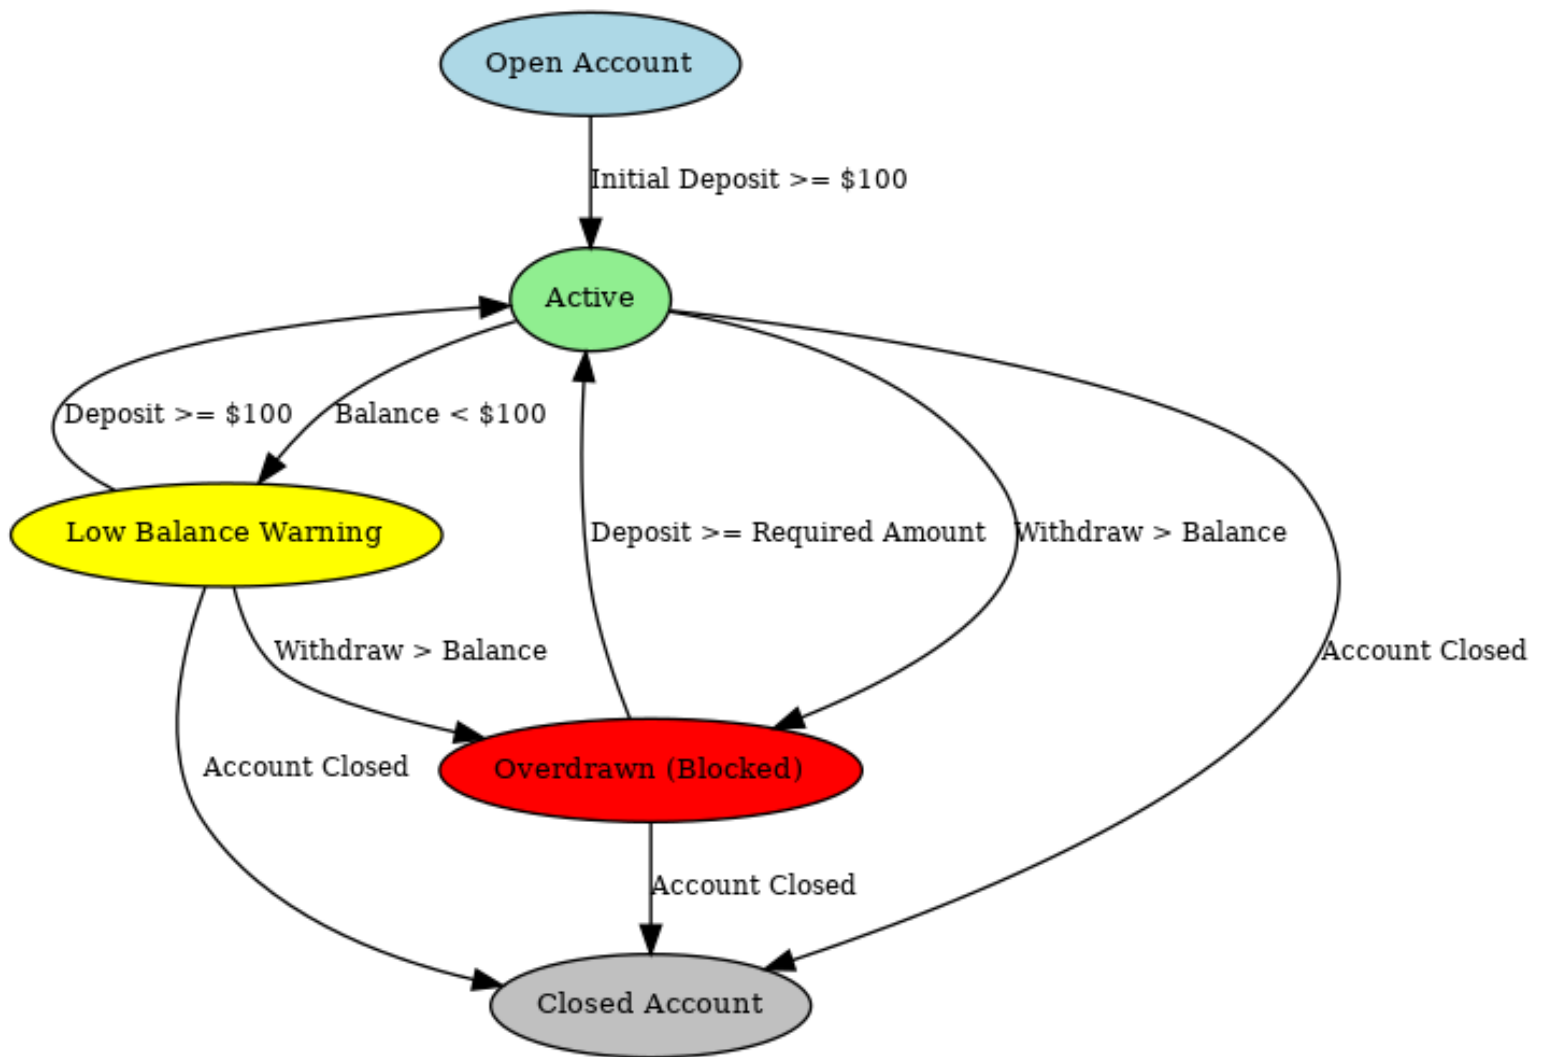 Open Account
Initial Deposit >= $100
Active
Deposit >= $100
Balance < $100
Low Balance Warning
Deposit >= Required Amount
Withdraw > Balance
Withdraw > Balance
Account Closed
Account Closed
Overdrawn (Blocked)
Account Closed
Closed Account